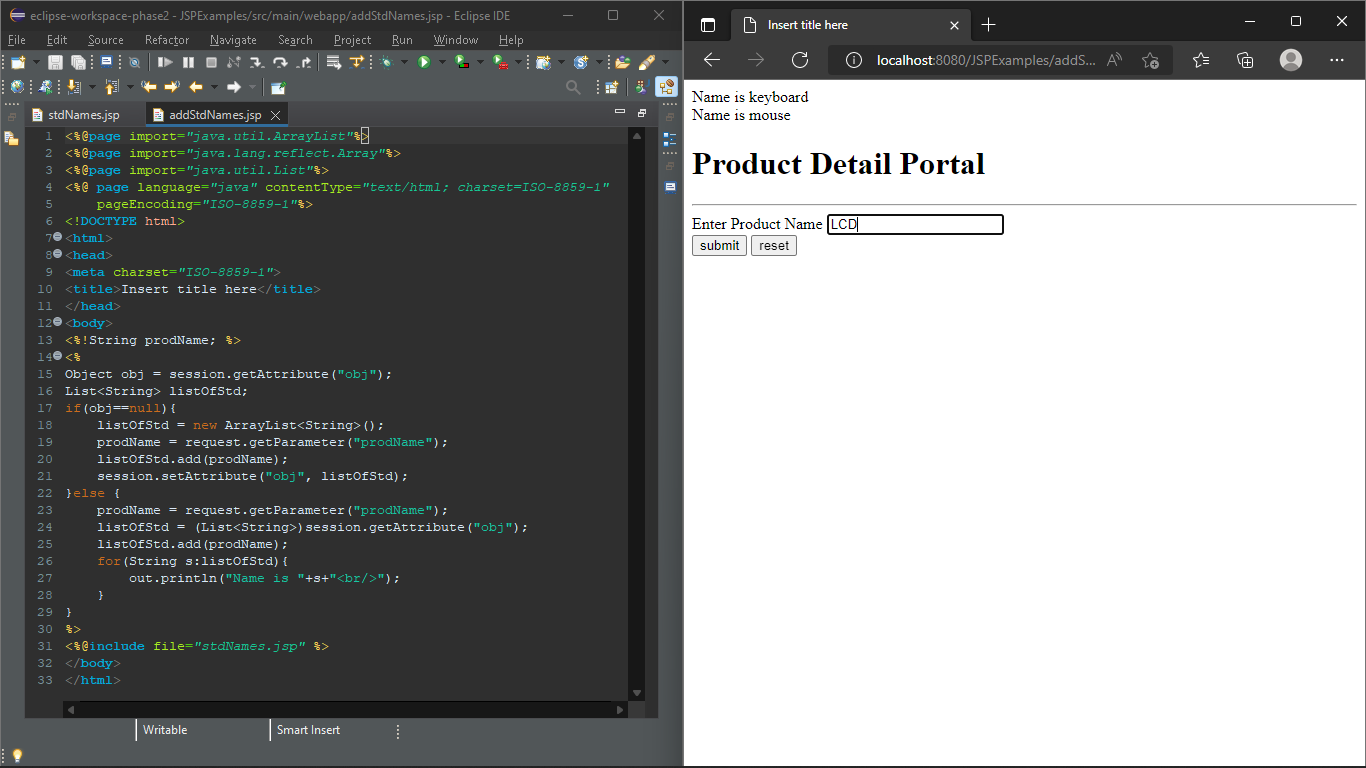 eclipse-workspace-phase2 - JSPExamples/src/main/webapp/addStdNames.jsp - Eclipse IDE
File Edit Source Refactor Navigate Search Project Run Window Help
stdNames.jsp addStdNames.jsp
1 <%@page import="java.util.ArrayList"%>
2 <%@page import="java.lang.reflect.Array"%>
3 <%@page import="java.util.List"%>
4 <%@ page language="java" contentType="text/html; charset=ISO-8859-1"
5     pageEncoding="ISO-8859-1"%>
6 <!DOCTYPE html>
7 <html>
8 <head>
9 <meta charset="ISO-8859-1">
10 <title>Insert title here</title>
11 </head>
12 <body>
13 <%!String prodName; %>
14 <%
15 Object obj = session.getAttribute("obj");
16 List<String> listOfStd;
17 if(obj==null){
18     listOfStd = new ArrayList<String>();
19     prodName = request.getParameter("prodName");
20     listOfStd.add(prodName);
21     session.setAttribute("obj", listOfStd);
22 }else {
23     prodName = request.getParameter("prodName");
24     listOfStd = (List<String>)session.getAttribute("obj");
25     listOfStd.add(prodName);
26     for(String s:listOfStd){
27         out.println("Name is "+s+"<br/>");
28     }
29 }
30 %>
31 <%@include file="stdNames.jsp" %>
32 </body>
33 </html>
Writable Smart Insert
Insert title here
localhost:8080/JSPExamples/addS...
Name is keyboard
Name is mouse
Product Detail Portal
Enter Product Name LCD
submit reset